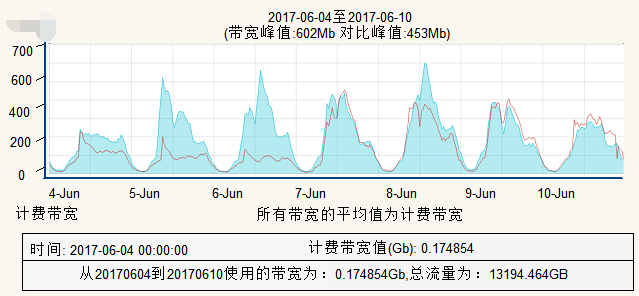 2017-06-04至2017-06-10
(带宽峰值:602Mb 对比峰值:453Mb)
700
600
400
200
0
4-Jun 5-Jun 6-Jun 7-Jun 8-Jun 9-Jun 10-Jun
计费带宽 所有带宽的平均值为计费带宽
时间: 2017-06-04 00:00:00 计费带宽值(Gb): 0.174854
从20170604到20170610使用的带宽为：0.174854Gb,总流量为：13194.464GB